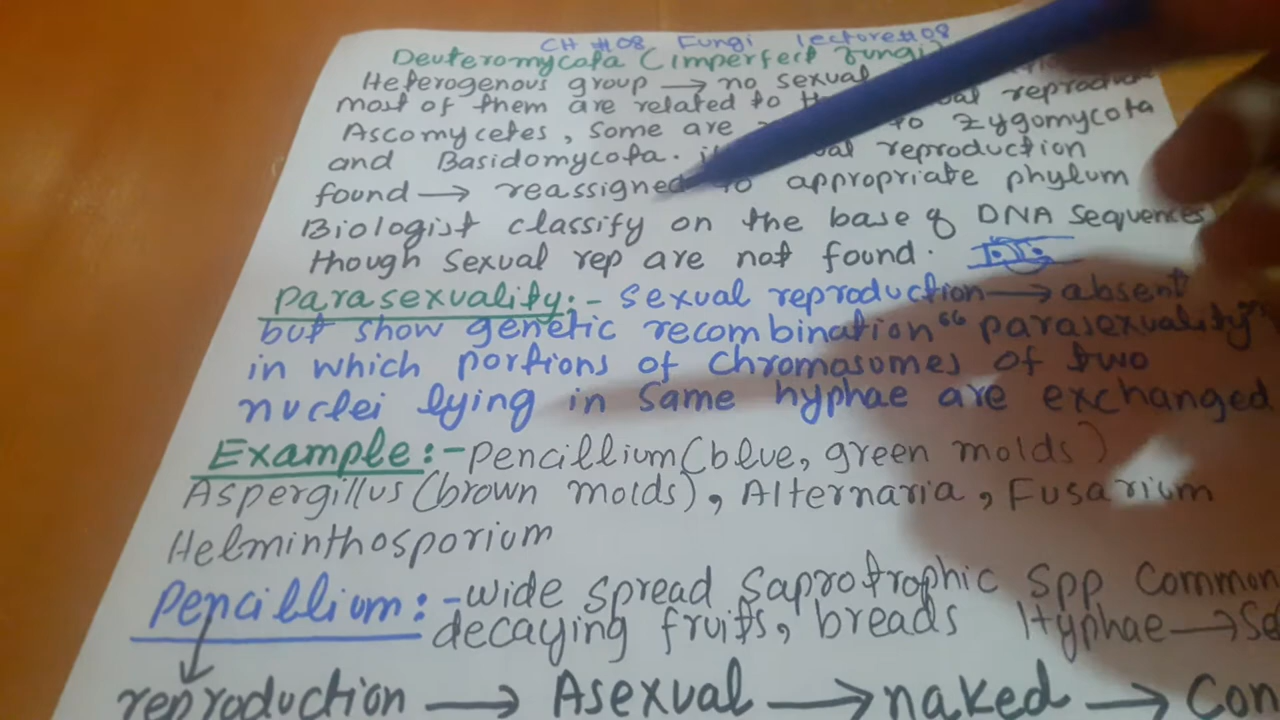 CH #08 Fungi lecture#08
Deuteromycota (Imperfect fungi)
Heterogenous group → no sexual
most of them are related to reproduc
Ascomycetes, some are to Zygomycota
and Basidomycota. reproduction
found → reassigned to appropriate phylum
Biologist classify on the base of DNA Sequences
though sexual rep are not found.
Parasexuality:- Sexual reproduction → absent
but show genetic recombination "parasexuality"
in which portions of chromasomes of two
nuclei lying in same hyphae are exchanged
Example:- Pencillium (blue, green molds)
Aspergillus (brown molds), Alternaria, Fusarium
Helminthosporium
Pencillium:- wide spread Saprotrophic Spp Common
decaying fruits, breads Hyphae → Se
reproduction → Asexual → naked → Con